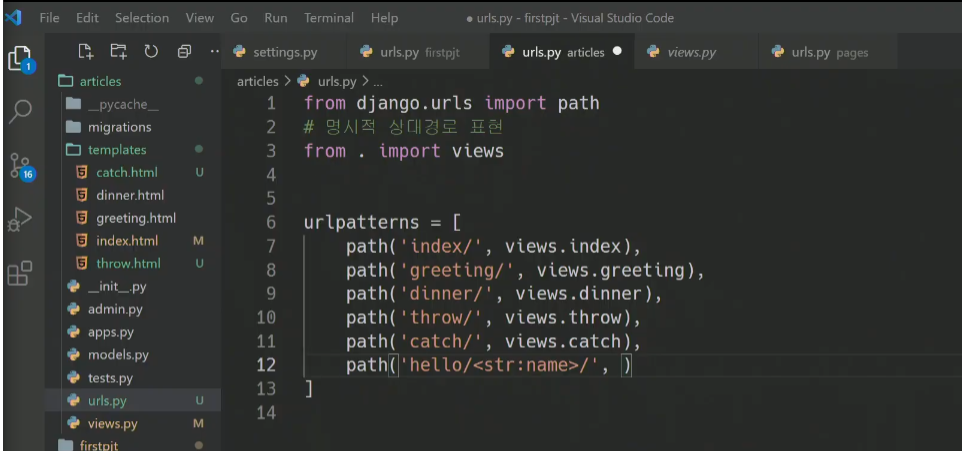 File Edit Selection View Go Run Terminal Help ● urls.py - firstpjt - Visual Studio Code
settings.py urls.py firstpjt urls.py articles ● views.py urls.py pages
1
16
articles
__pycache__
migrations
templates
catch.html U
dinner.html
greeting.html
index.html M
throw.html U
__init__.py
admin.py
apps.py
models.py
tests.py
urls.py U
views.py M
firstpjt
articles > urls.py > ...
1 from django.urls import path
2 # 명시적 상대경로 표현
3 from . import views
4
5
6 urlpatterns = [
7 path('index/', views.index),
8 path('greeting/', views.greeting),
9 path('dinner/', views.dinner),
10 path('throw/', views.throw),
11 path('catch/', views.catch),
12 path('hello/<str:name>/', )
13 ]
14